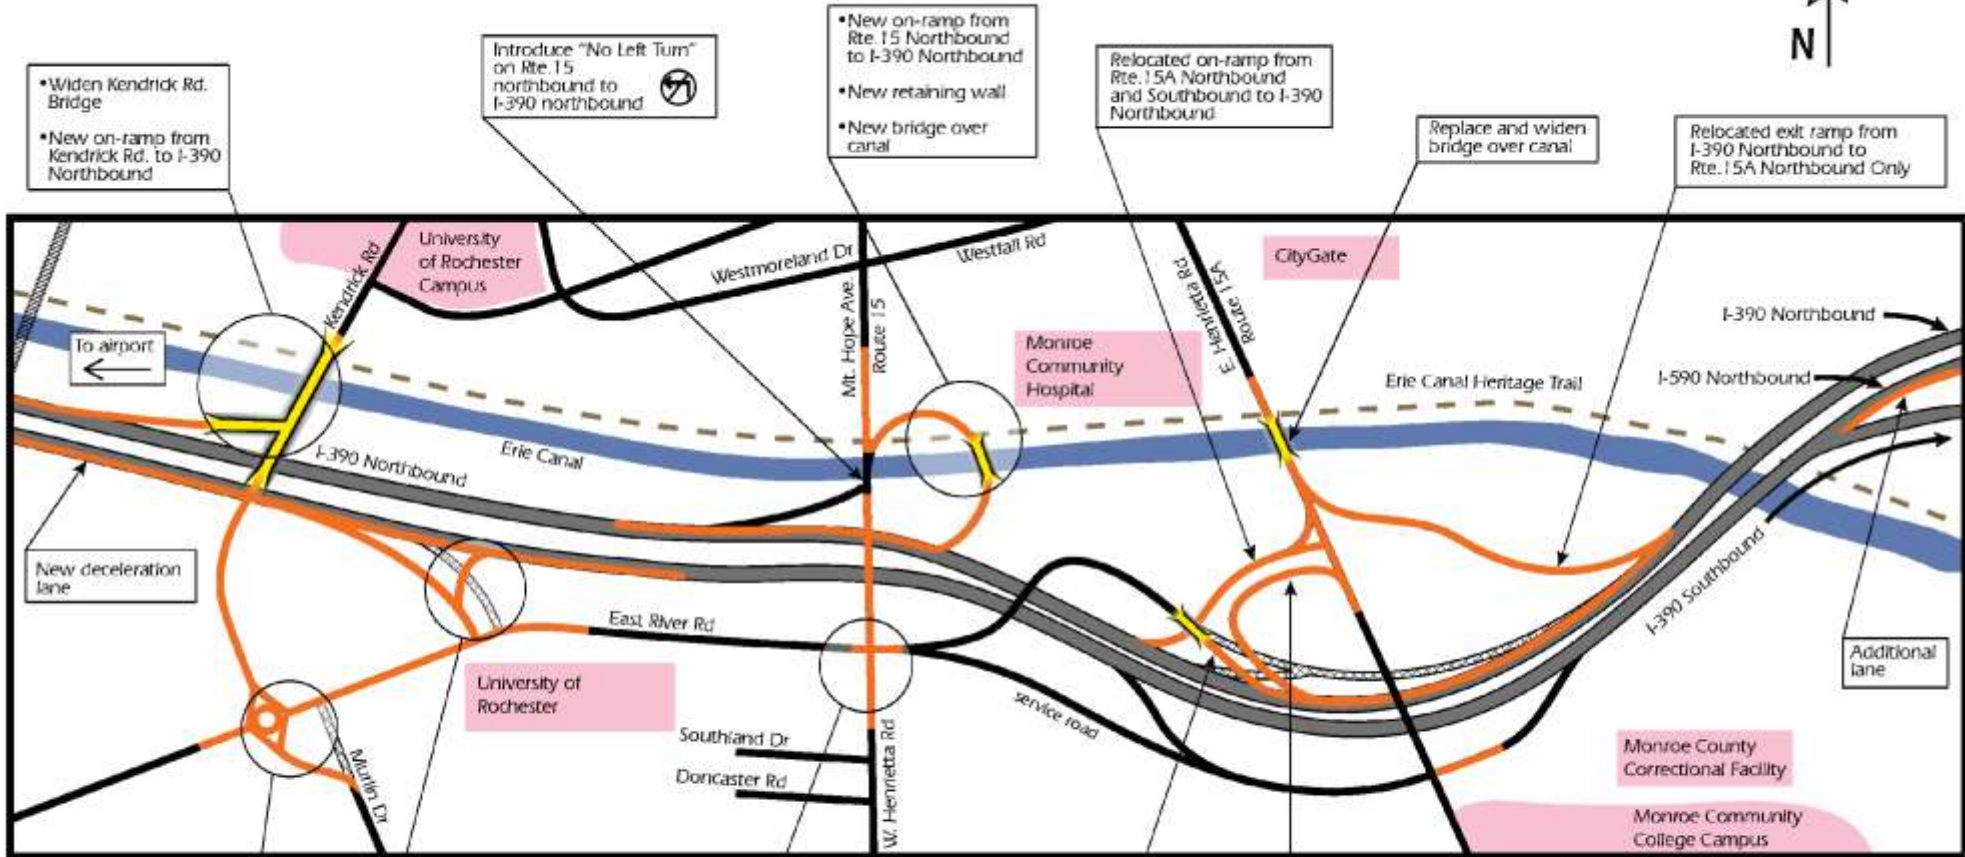 N
•Widen Kendrick Rd.
Bridge
•New on-ramp from
Kendrick Rd. to I-390
Northbound
Introduce "No Left Turn"
on Rte.15
northbound to
I-390 northbound
•New on-ramp from
Rte.15 Northbound
to I-390 Northbound
•New retaining wall
•New bridge over
canal
Relocated on-ramp from
Rte.15A Northbound
and Southbound to I-390
Northbound
Replace and widen
bridge over canal
Relocated exit ramp from
I-390 Northbound to
Rte.15A Northbound Only
University
of Rochester
Campus
Kendrick Rd
Westmoreland Dr
Westfall Rd
Mt. Hope Ave.
Route 15
E. Henrietta Rd
Route 15A
CityGate
I-390 Northbound
To airport
Monroe
Community
Hospital
Erie Canal Heritage Trail
I-590 Northbound
I-390 Northbound
Erie Canal
New deceleration
lane
East River Rd
I-390 Southbound
Additional
lane
University of
Rochester
service road
Southland Dr
Doncaster Rd
Murlin Dr
W. Henrietta Rd
Monroe County
Correctional Facility
Monroe Community
College Campus